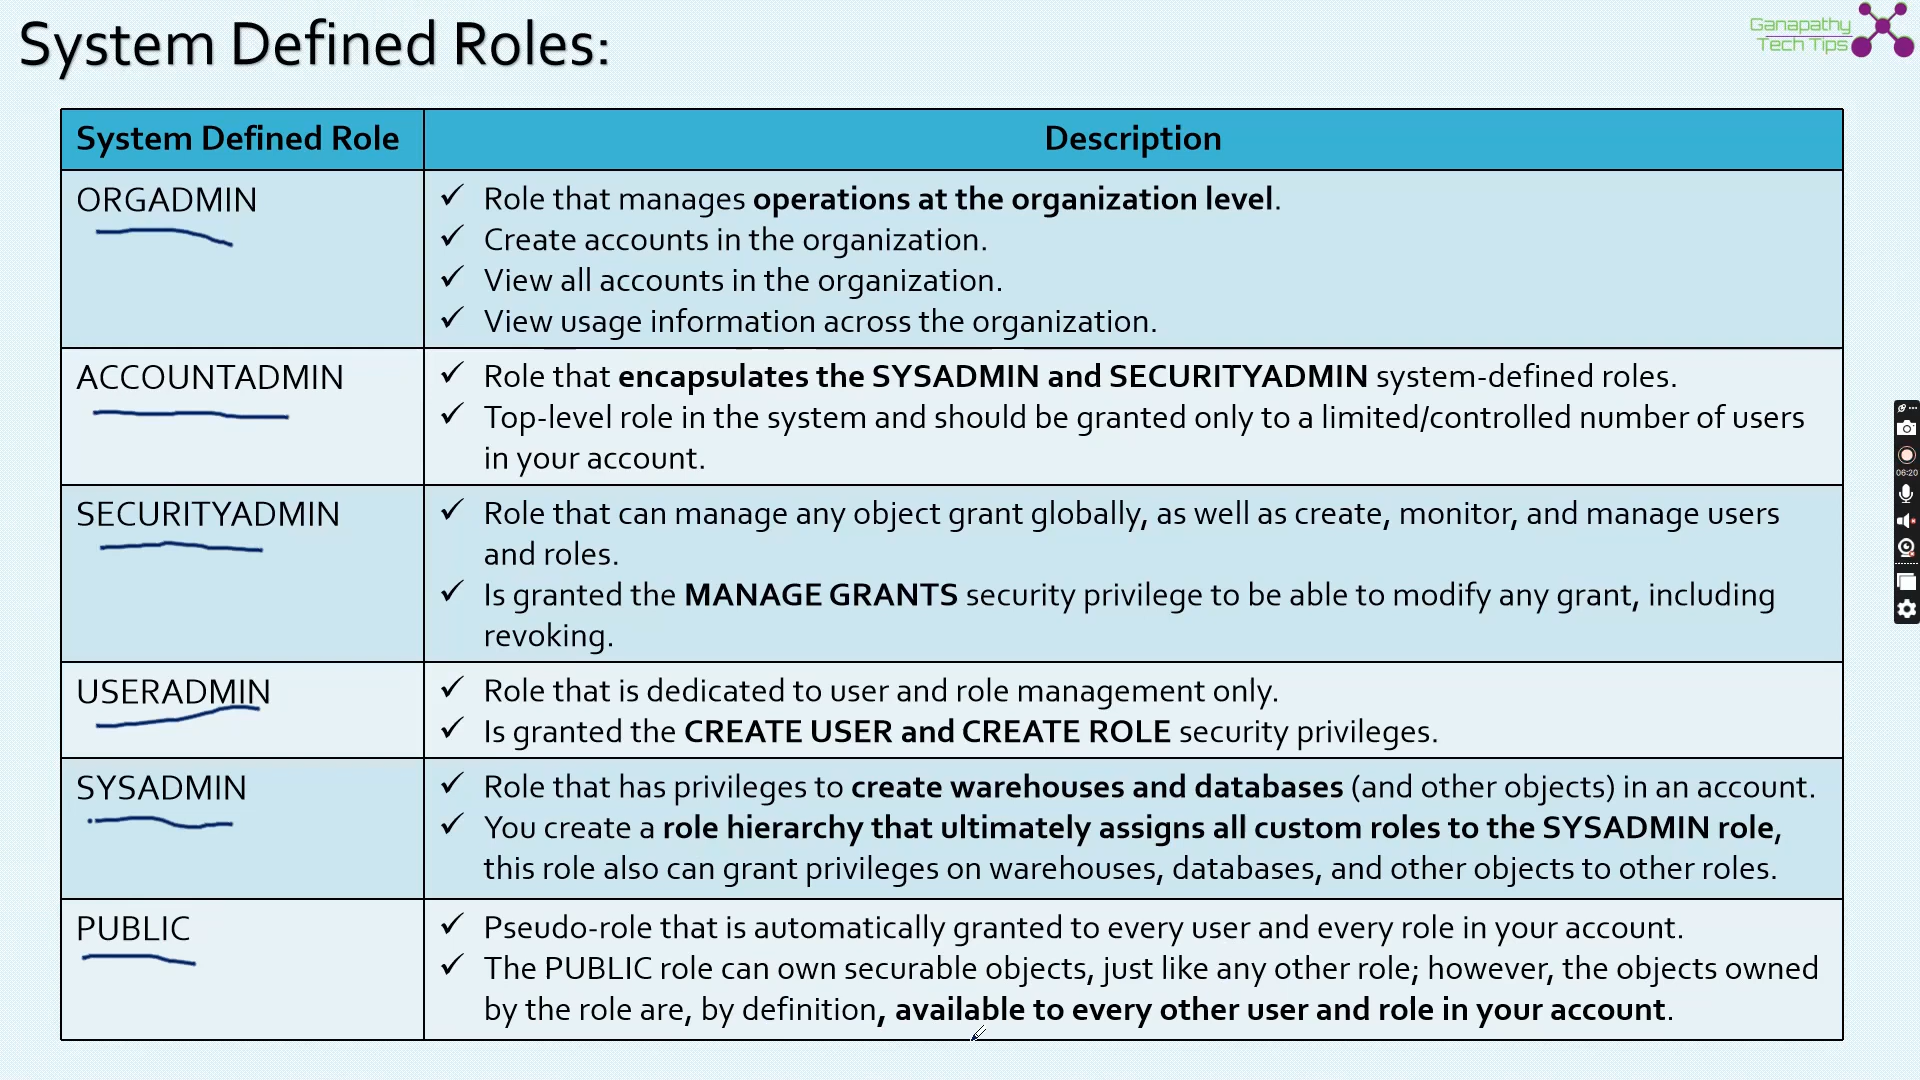 System Defined Roles:
Ganapathy
Tech Tips
System Defined Role
Description
ORGADMIN
✓ Role that manages operations at the organization level.
✓ Create accounts in the organization.
✓ View all accounts in the organization.
✓ View usage information across the organization.
ACCOUNTADMIN
✓ Role that encapsulates the SYSADMIN and SECURITYADMIN system-defined roles.
✓ Top-level role in the system and should be granted only to a limited/controlled number of users
in your account.
SECURITYADMIN
✓ Role that can manage any object grant globally, as well as create, monitor, and manage users
and roles.
✓ Is granted the MANAGE GRANTS security privilege to be able to modify any grant, including
revoking.
USERADMIN
✓ Role that is dedicated to user and role management only.
✓ Is granted the CREATE USER and CREATE ROLE security privileges.
SYSADMIN
✓ Role that has privileges to create warehouses and databases (and other objects) in an account.
✓ You create a role hierarchy that ultimately assigns all custom roles to the SYSADMIN role,
this role also can grant privileges on warehouses, databases, and other objects to other roles.
PUBLIC
✓ Pseudo-role that is automatically granted to every user and every role in your account.
✓ The PUBLIC role can own securable objects, just like any other role; however, the objects owned
by the role are, by definition, available to every other user and role in your account.
06:20